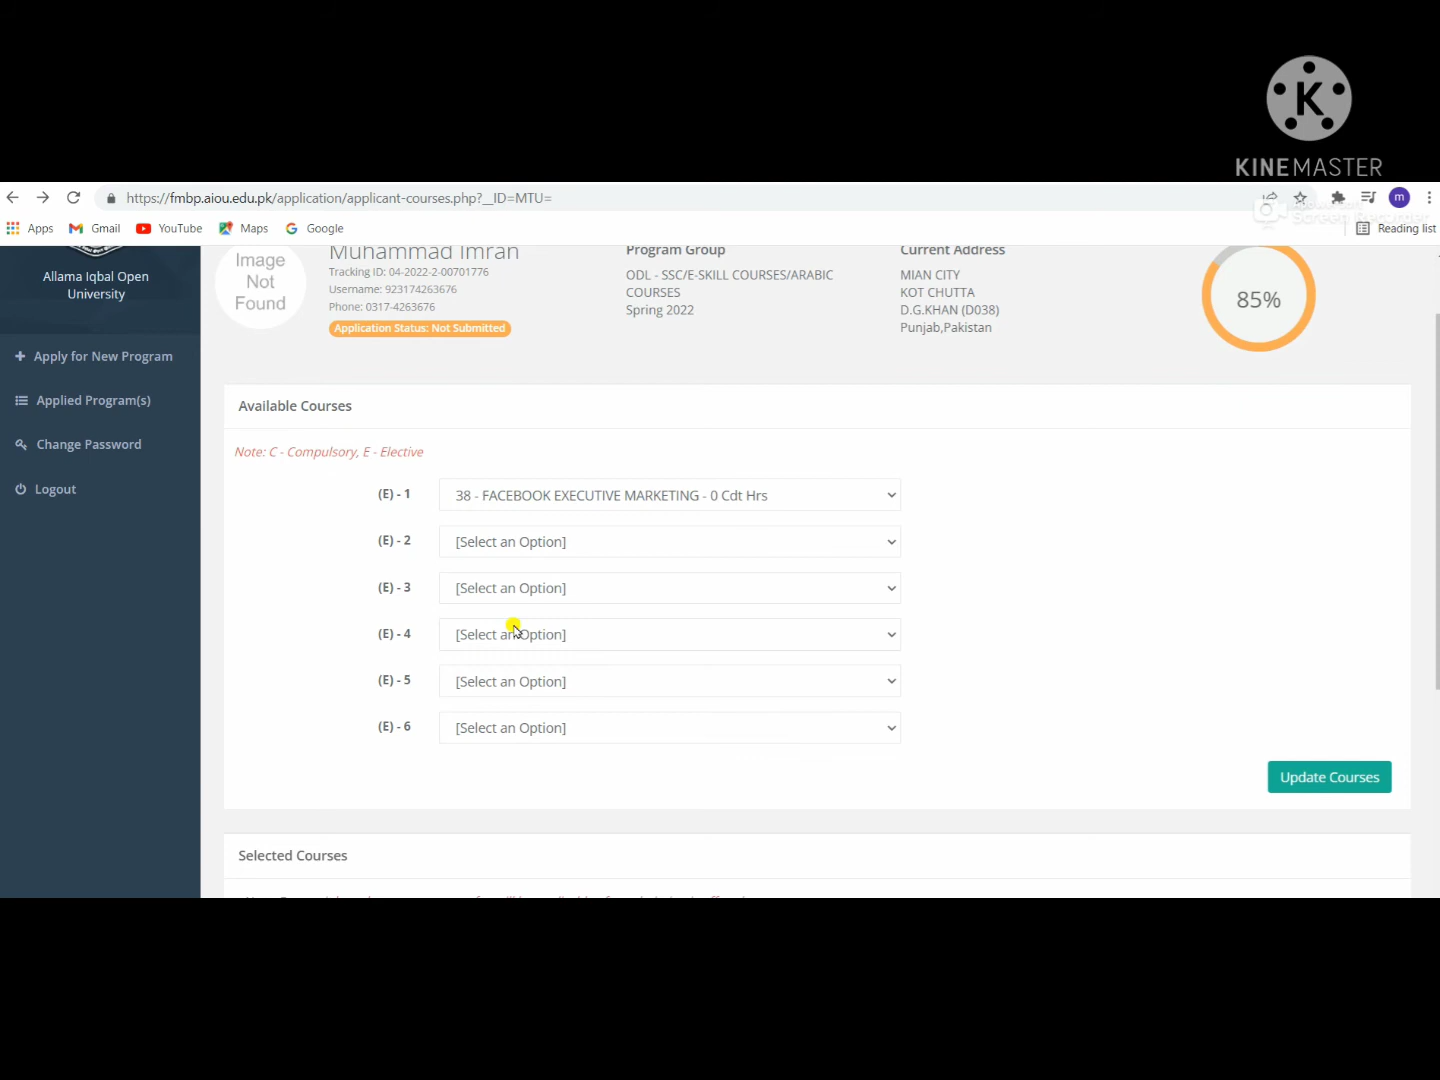 KINEMASTER
https://fmbp.aiou.edu.pk/application/applicant-courses.php?__ID=MTU=
m
Apps
Gmail
YouTube
Maps
Google
Screen Recorder
Reading list
Allama Iqbal Open
University
Apply for New Program
Applied Program(s)
Change Password
Logout
Image
Not
Found
Muhammad Imran
Tracking ID: 04-2022-2-00701776
Username: 923174263676
Phone: 0317-4263676
Application Status: Not Submitted
Program Group
ODL - SSC/E-SKILL COURSES/ARABIC
COURSES
Spring 2022
Current Address
MIAN CITY
KOT CHUTTA
D.G.KHAN (D038)
Punjab,Pakistan
85%
Available Courses
Note: C - Compulsory, E - Elective
(E) - 1 38 - FACEBOOK EXECUTIVE MARKETING - 0 Cdt Hrs
(E) - 2 [Select an Option]
(E) - 3 [Select an Option]
(E) - 4 [Select an Option]
(E) - 5 [Select an Option]
(E) - 6 [Select an Option]
Update Courses
Selected Courses